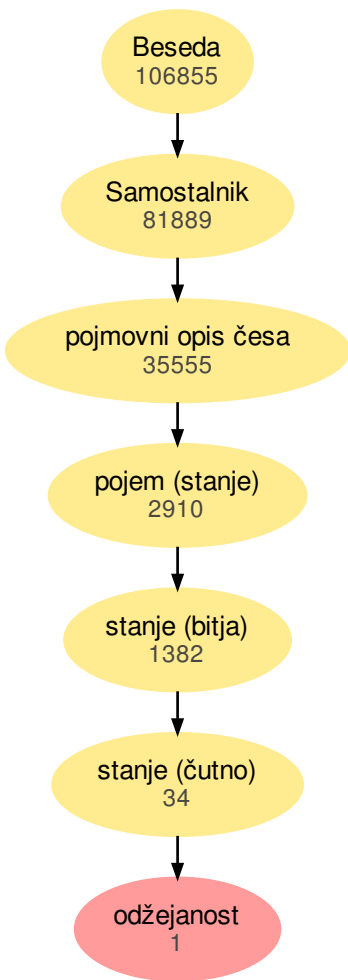 Beseda
106855
Samostalnik
81889
pojmovni opis česa
35555
pojem (stanje)
2910
stanje (bitja)
1382
stanje (čutno)
34
odžejanost
1